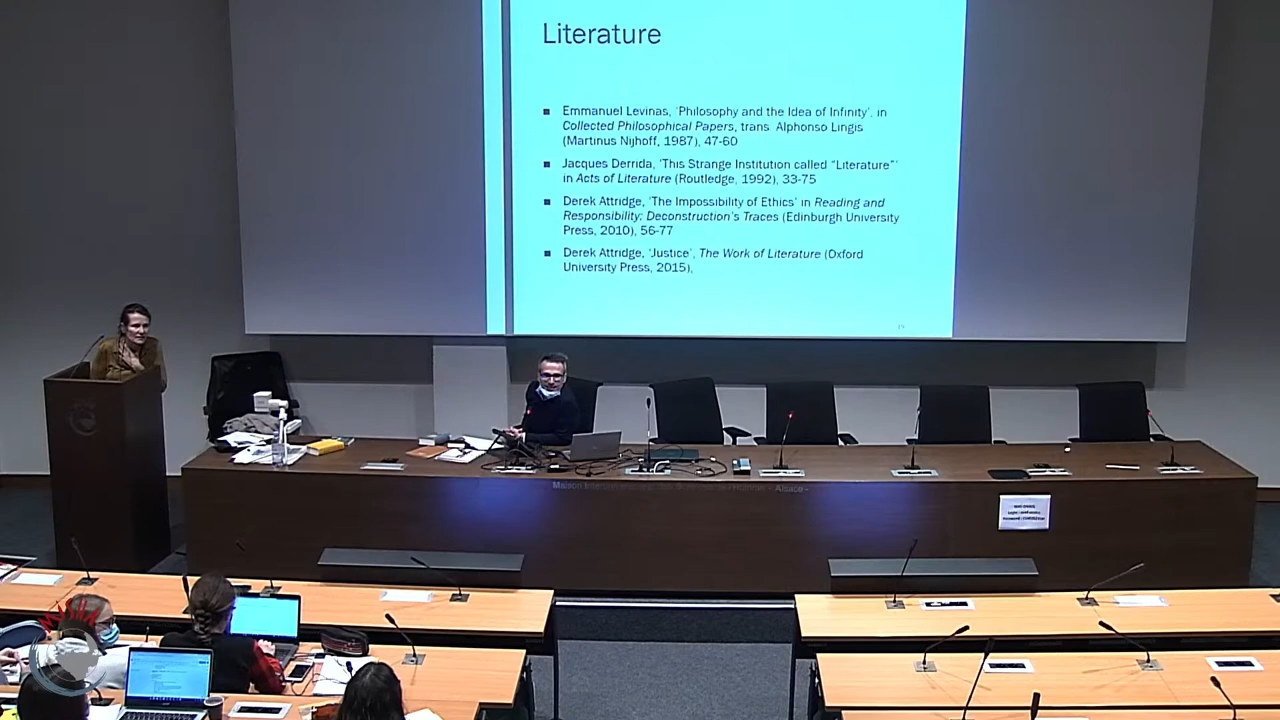 Literature
Emmanuel Levinas, ‘Philosophy and the Idea of Infinity’, in
Collected Philosophical Papers, trans Alphonso Lingis
(Martinus Nijhoff, 1987), 47-60
Jacques Derrida, ‘This Strange Institution called “Literature”’
in Acts of Literature (Routledge, 1992), 33-75
Derek Attridge, ‘The Impossibility of Ethics’ in Reading and
Responsibility: Deconstruction's Traces (Edinburgh University
Press, 2010), 56-77
Derek Attridge, ‘Justice’, The Work of Literature (Oxford
University Press, 2015),
Maison - Alsace -
MISHA